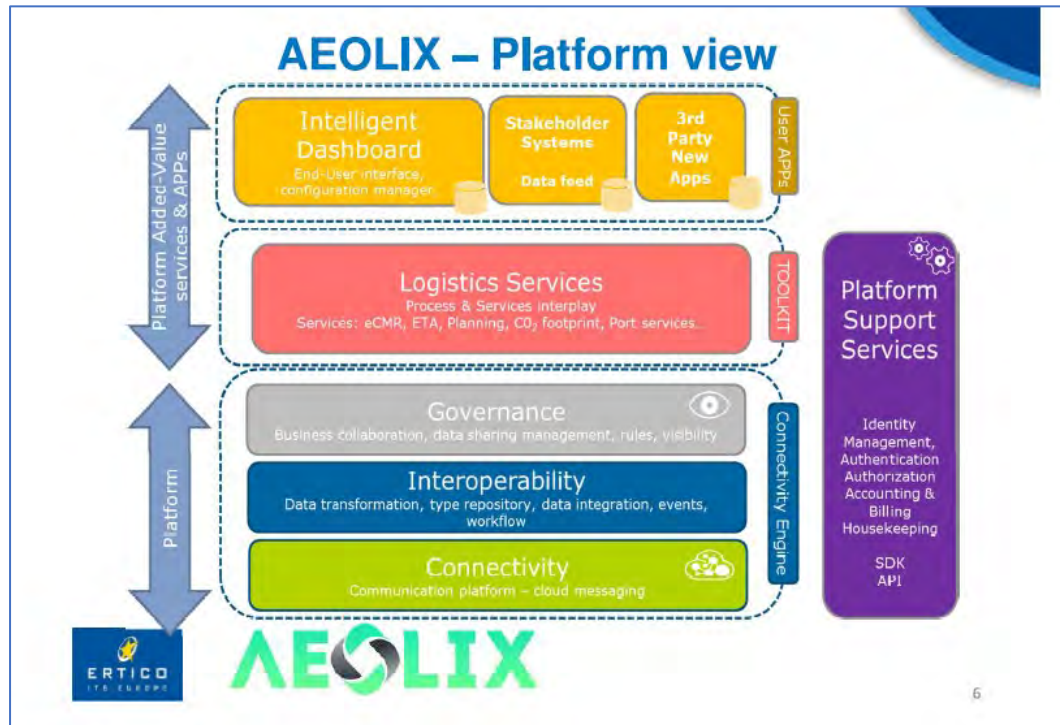 AEOLIX – Platform view
Platform Added-Value
services & APPs
Intelligent
Dashboard
End-User interface,
configuration manager
Stakeholder
Systems
Data feed
3rd
Party
New
Apps
User APPs
Logistics Services
Process & Services interplay
Services: eCMR, ETA, Planning, C0₂ footprint, Port services...
TOOLKIT
Platform
Governance
Business collaboration, data sharing management, rules, visibility
Interoperability
Data transformation, type repository, data integration, events,
workflow
Connectivity
Communication platform – cloud messaging
Connectivity Engine
Platform
Support
Services
Identity
Management,
Authentication
Authorization
Accounting &
Billing
Housekeeping
SDK
API
ERTICO
ITS EUROPE
AEOLIX
6